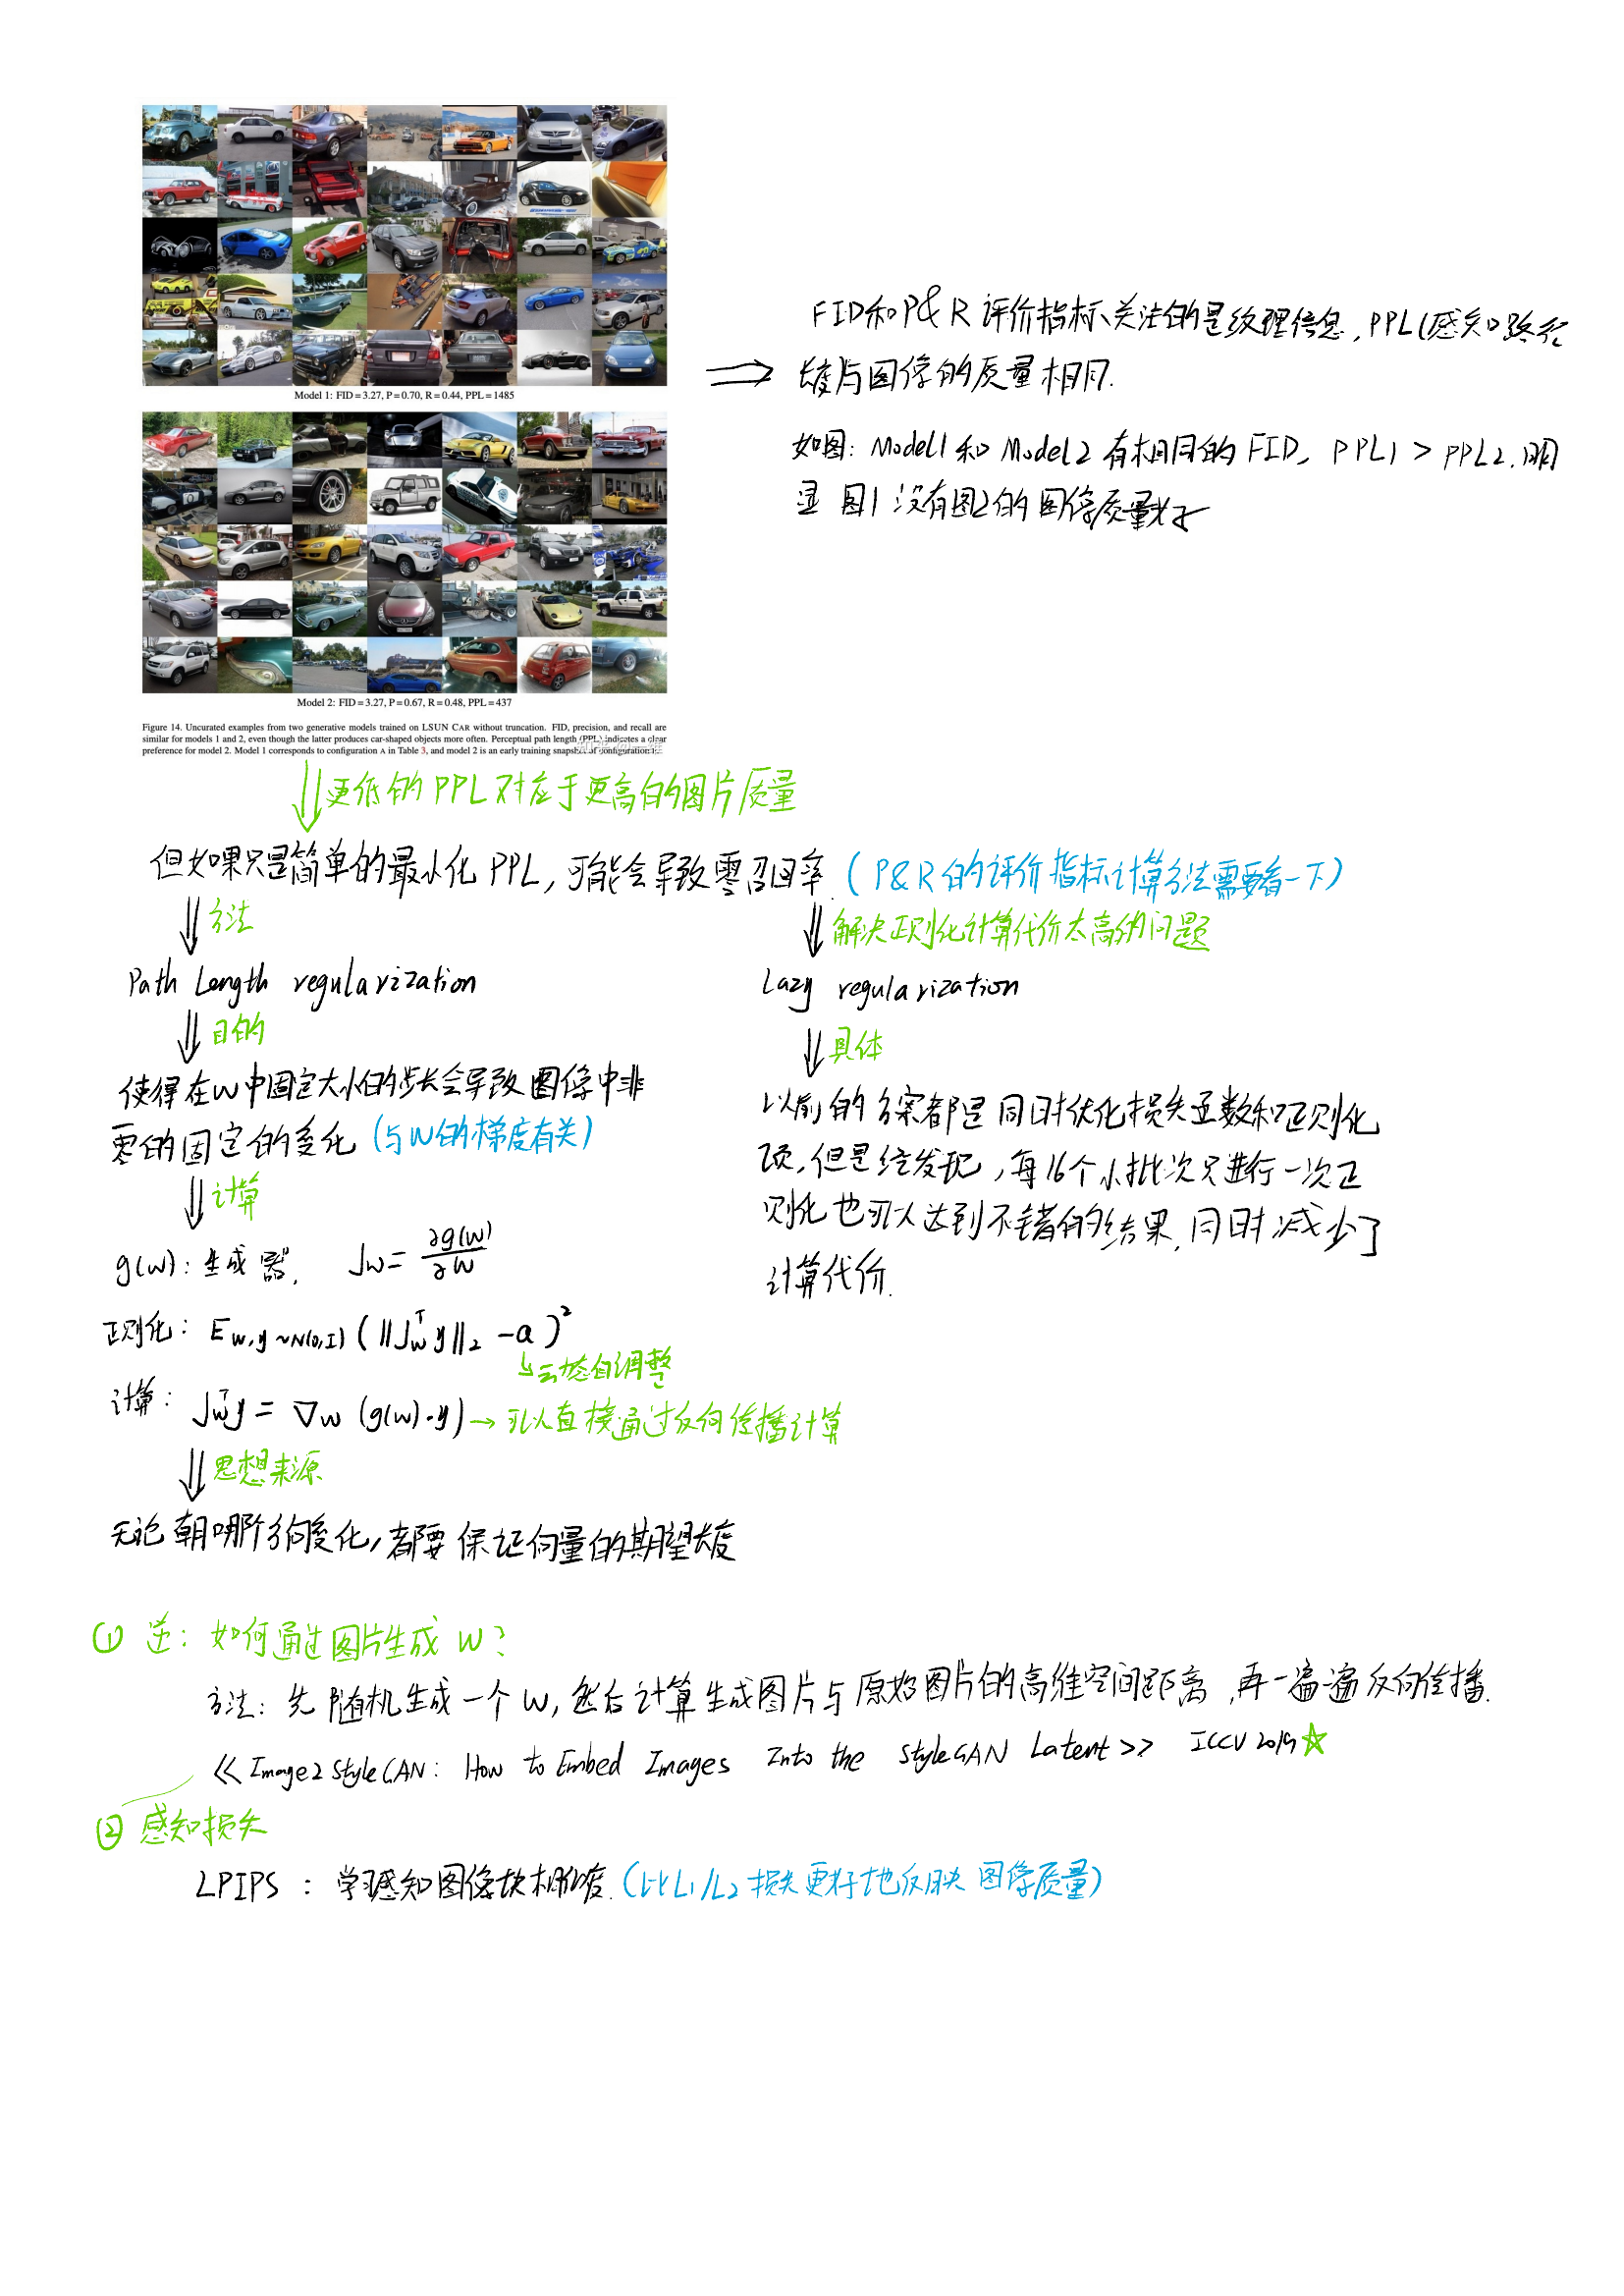 Model 1: FID = 3.27, P = 0.70, R = 0.44, PPL = 1485
FID和P&R 评价指标关注的是纹理信息,PPL(感知路径
长度与图像的质量相同.
如图: Model1 和 Model2 有相同的 FID, PPL1 > PPL2.明
显 图1 没有图2的图像质量好
Model 2: FID = 3.27, P = 0.67, R = 0.48, PPL = 437
Figure 14. Uncurated examples from two generative models trained on LSUN CAR without truncation. FID, precision, and recall are
similar for models 1 and 2, even though the latter produces car-shaped objects more often. Perceptual path length (PPL) indicates a clear
preference for model 2. Model 1 corresponds to configuration A in Table 3, and model 2 is an early training snapshot of configuration
知乎
更低的 PPL 对应于更高的图片质量
但如果只是简单的最小化 PPL, 可能会导致零召回率. (P&R的评价指标计算方法需要看一下)
方法
Path Length regularization
目的
使得在W中固定大小的步长会导致图像中非
零的固定的变化 (与W的梯度有关)
计算
g(w): 生成器, Jw = ∂g(w)/∂w
正则化: E w,y~N(0,I) (‖J_w^T y‖₂ - a)²
动态自调整
计算: J_w^T y = ∇w (g(w)·y) → 可以直接通过反向传播计算
思想来源
无论朝哪个方向变化, 都要保证向量的期望长度
解决正则化计算代价太高的问题
Lazy regularization
具体
以前的方案都是同时优化损失函数和正则化
项, 但是经发现, 每16个小批次只进行一次正
则化也可以达到不错的结果, 同时减少了
计算代价.
① 逆: 如何通过图片生成 W?
方法: 先随机生成一个W, 然后计算生成图片与原始图片的高维空间距离, 再一遍遍反向传播.
《Image2StyleGAN: How to Embed Images Into the StyleGAN Latent》 ICCV2019
② 感知损失
LPIPS : 学习感知图像块相似度. (比L1/L2损失更好地反映图像质量)